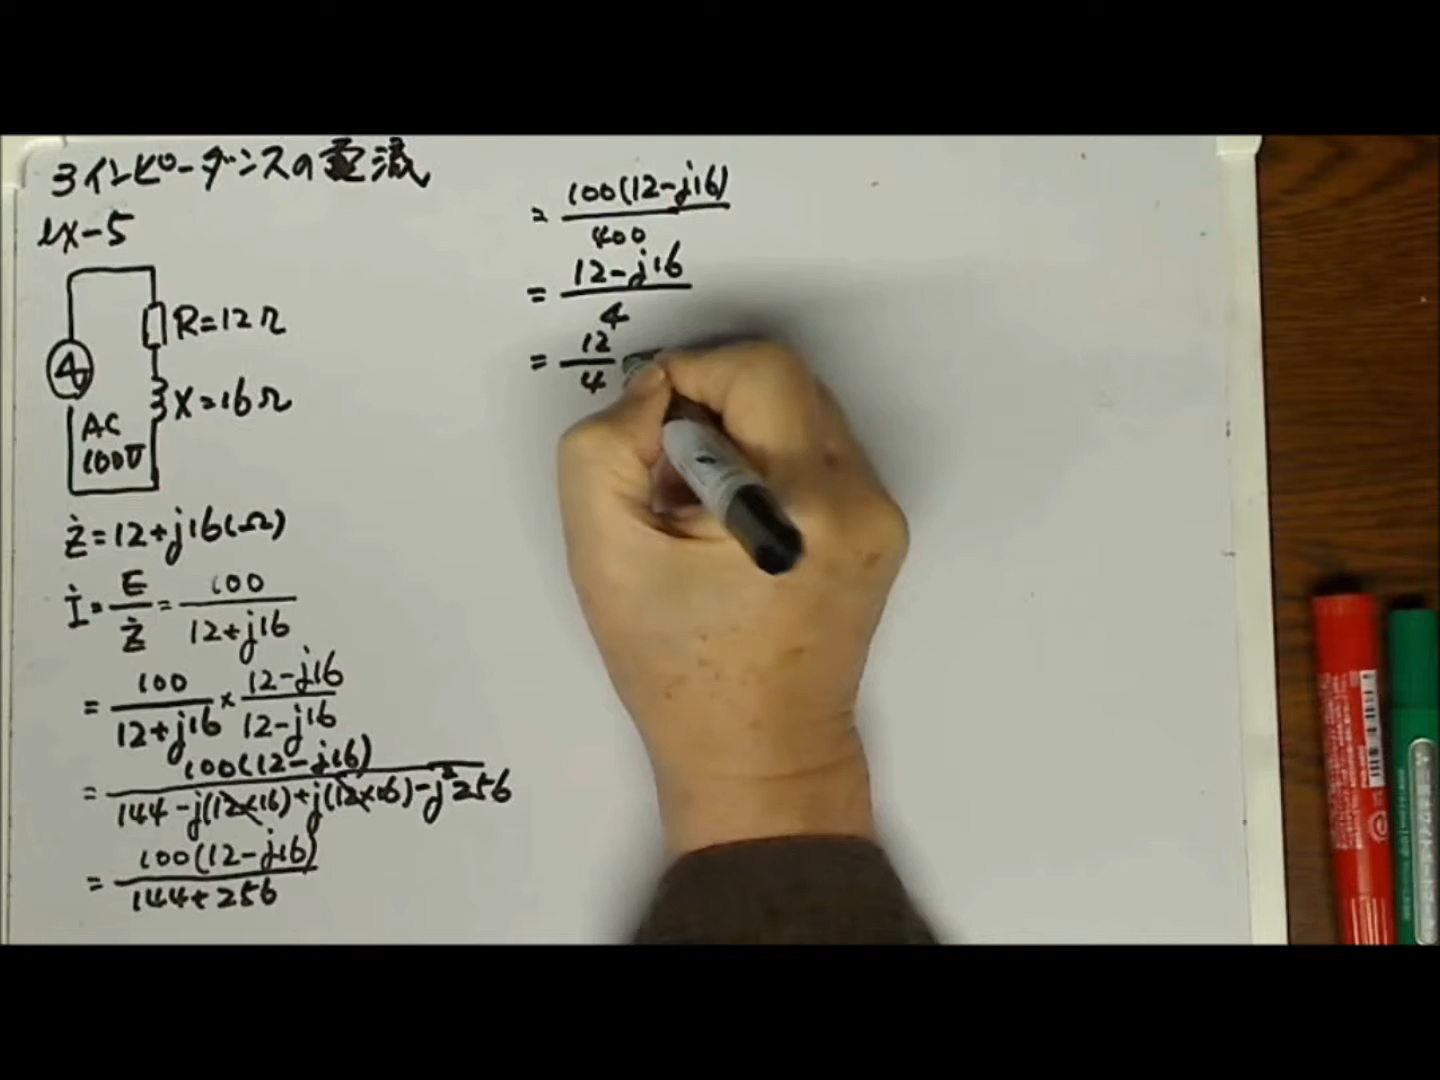 3 インピーダンスの電流
ex-5
R=12Ω
X=16Ω
AC
100V
Ż=12+j16(Ω)
İ=E/Ż=100/12+j16
=100/12+j16×12-j16/12-j16
=100(12-j16)/144-j(12×16)+j(12×16)-j²256
=100(12-j16)/144+256
=100(12-j16)/400
=12-j16/4
=12/4